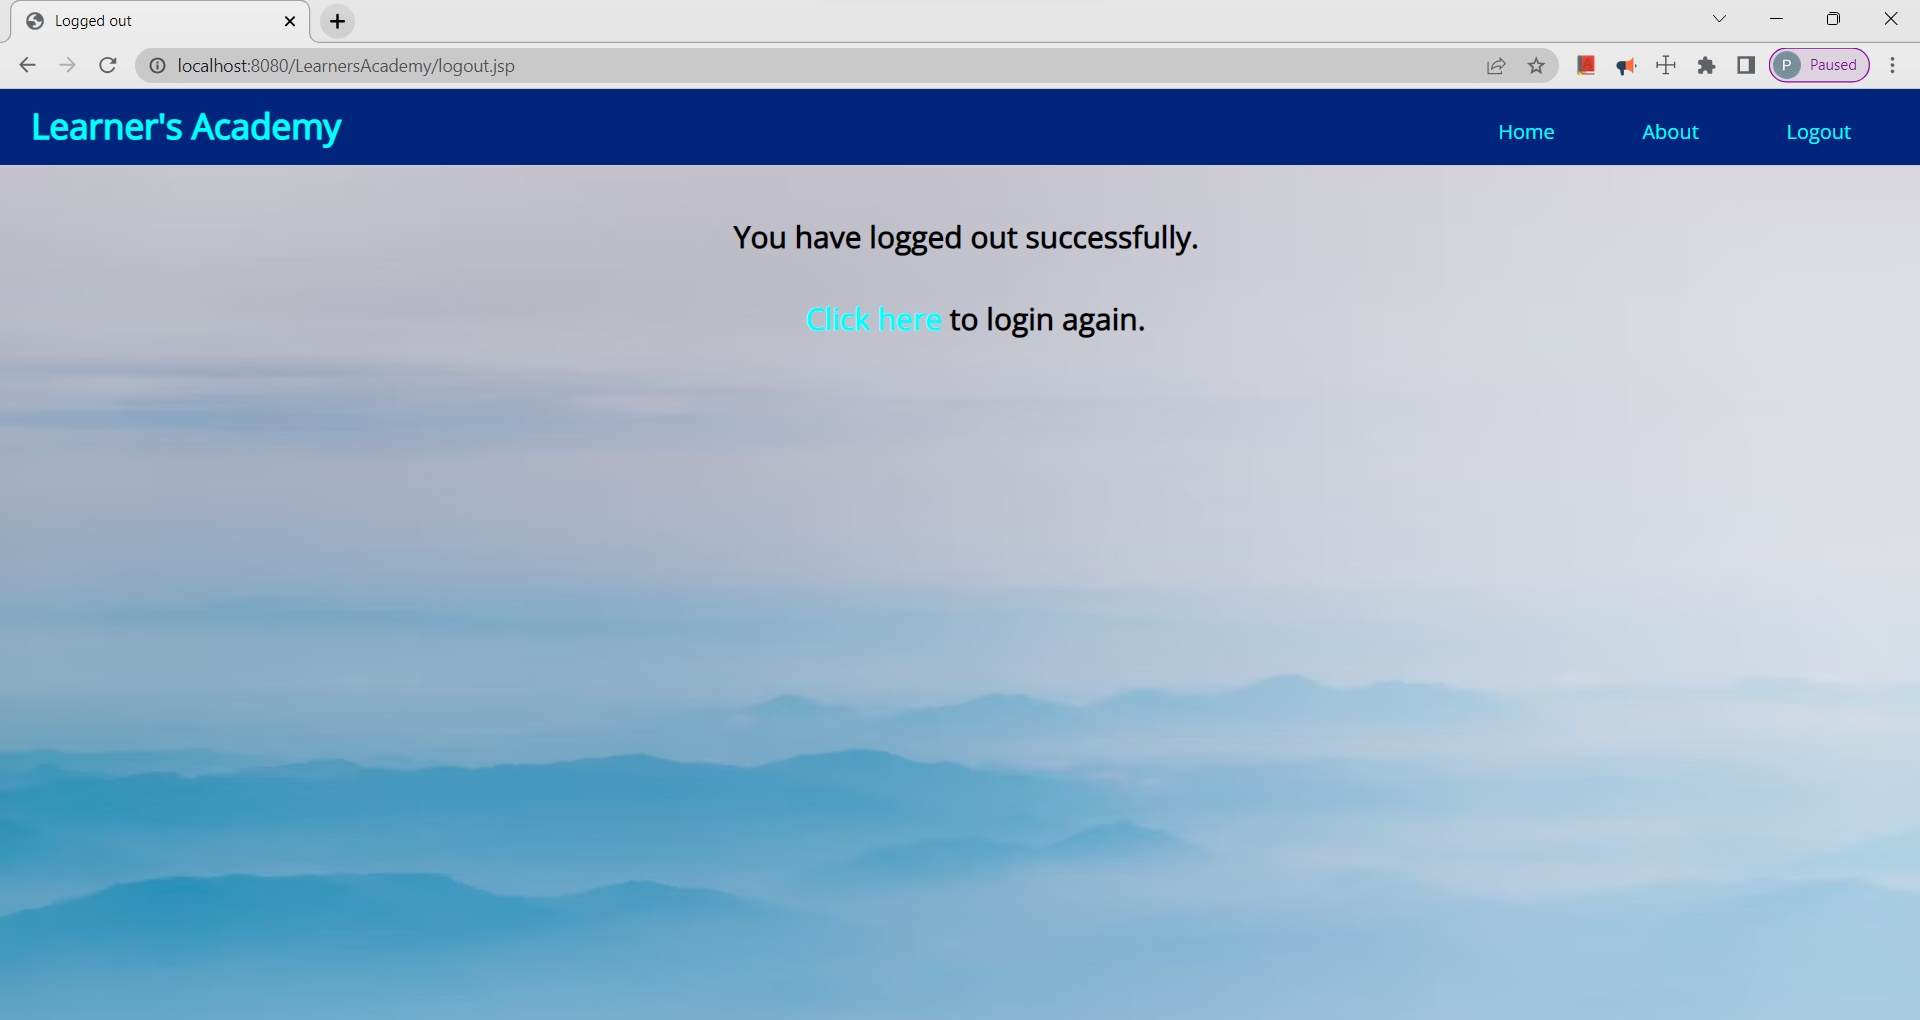 Logged out
localhost:8080/LearnersAcademy/logout.jsp
P Paused
Learner's Academy
Home About Logout
You have logged out successfully.
Click here to login again.